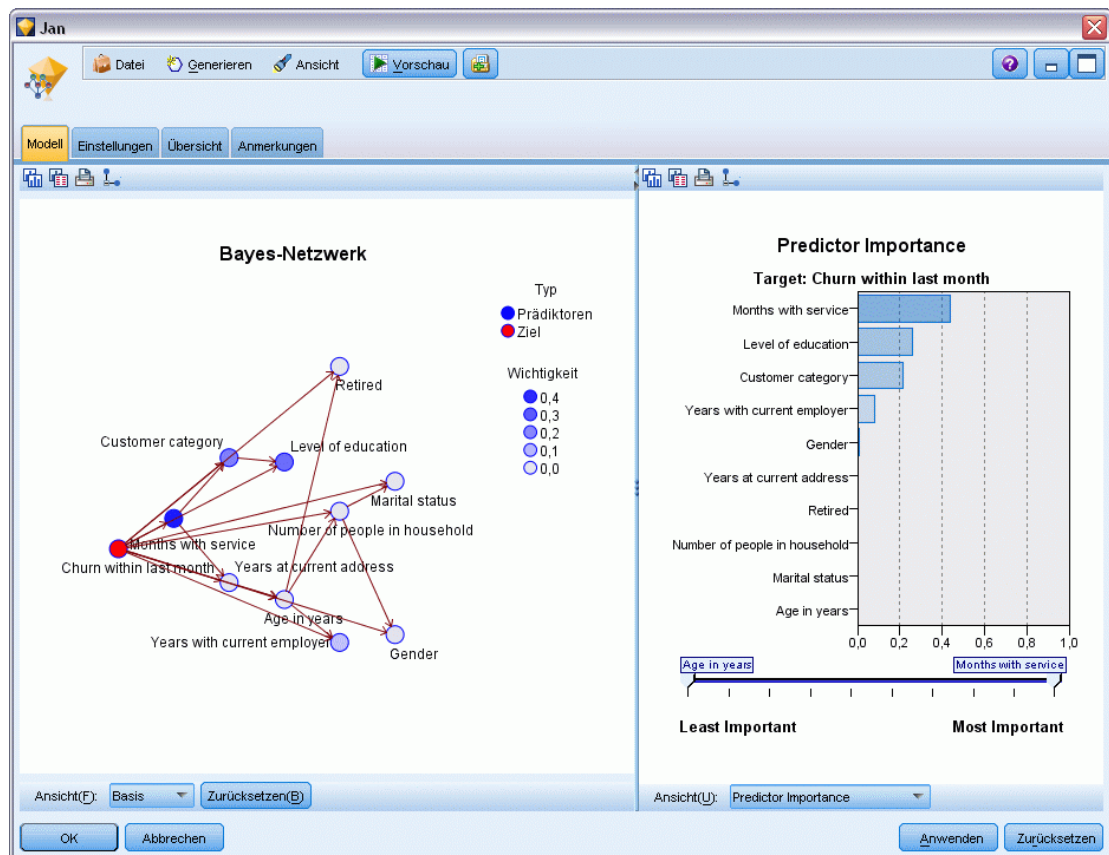 Jan
Datei
Generieren
Ansicht
Vorschau
Modell
Einstellungen
Übersicht
Anmerkungen
Bayes-Netzwerk
Typ
Prädiktoren
Ziel
Wichtigkeit
0,4
0,3
0,2
0,1
0,0
Retired
Customer category
Level of education
Marital status
Number of people in household
Months with service
Churn within last month
Years at current address
Age in years
Years with current employer
Gender
Ansicht(F):
Basis
Zurücksetzen(B)
Predictor Importance
Target: Churn within last month
Months with service
Level of education
Customer category
Years with current employer
Gender
Years at current address
Retired
Number of people in household
Marital status
Age in years
0,0 0,2 0,4 0,6 0,8 1,0
Age in years
Months with service
Least Important
Most Important
Ansicht(U):
Predictor Importance
OK
Abbrechen
Anwenden
Zurücksetzen